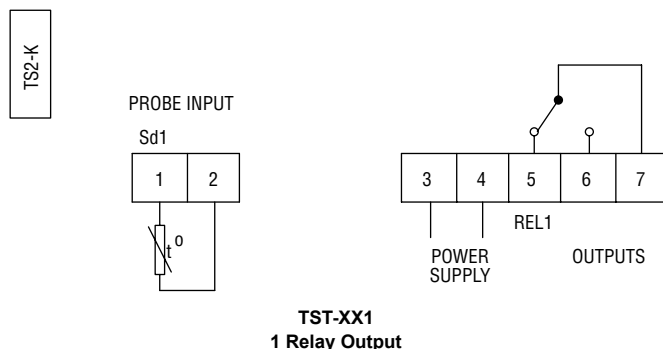 TS2-K
PROBE INPUT
Sd1
1 2
3 4 5 6 7
t°
REL1
POWER
SUPPLY
OUTPUTS
TST-XX1
1 Relay Output